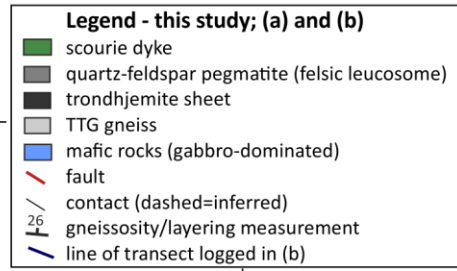 Legend - this study; (a) and (b)
scourie dyke
quartz-feldspar pegmatite (felsic leucosome)
trondhjemite sheet
TTG gneiss
mafic rocks (gabbro-dominated)
fault
contact (dashed=inferred)
26 gneissosity/layering measurement
line of transect logged in (b)